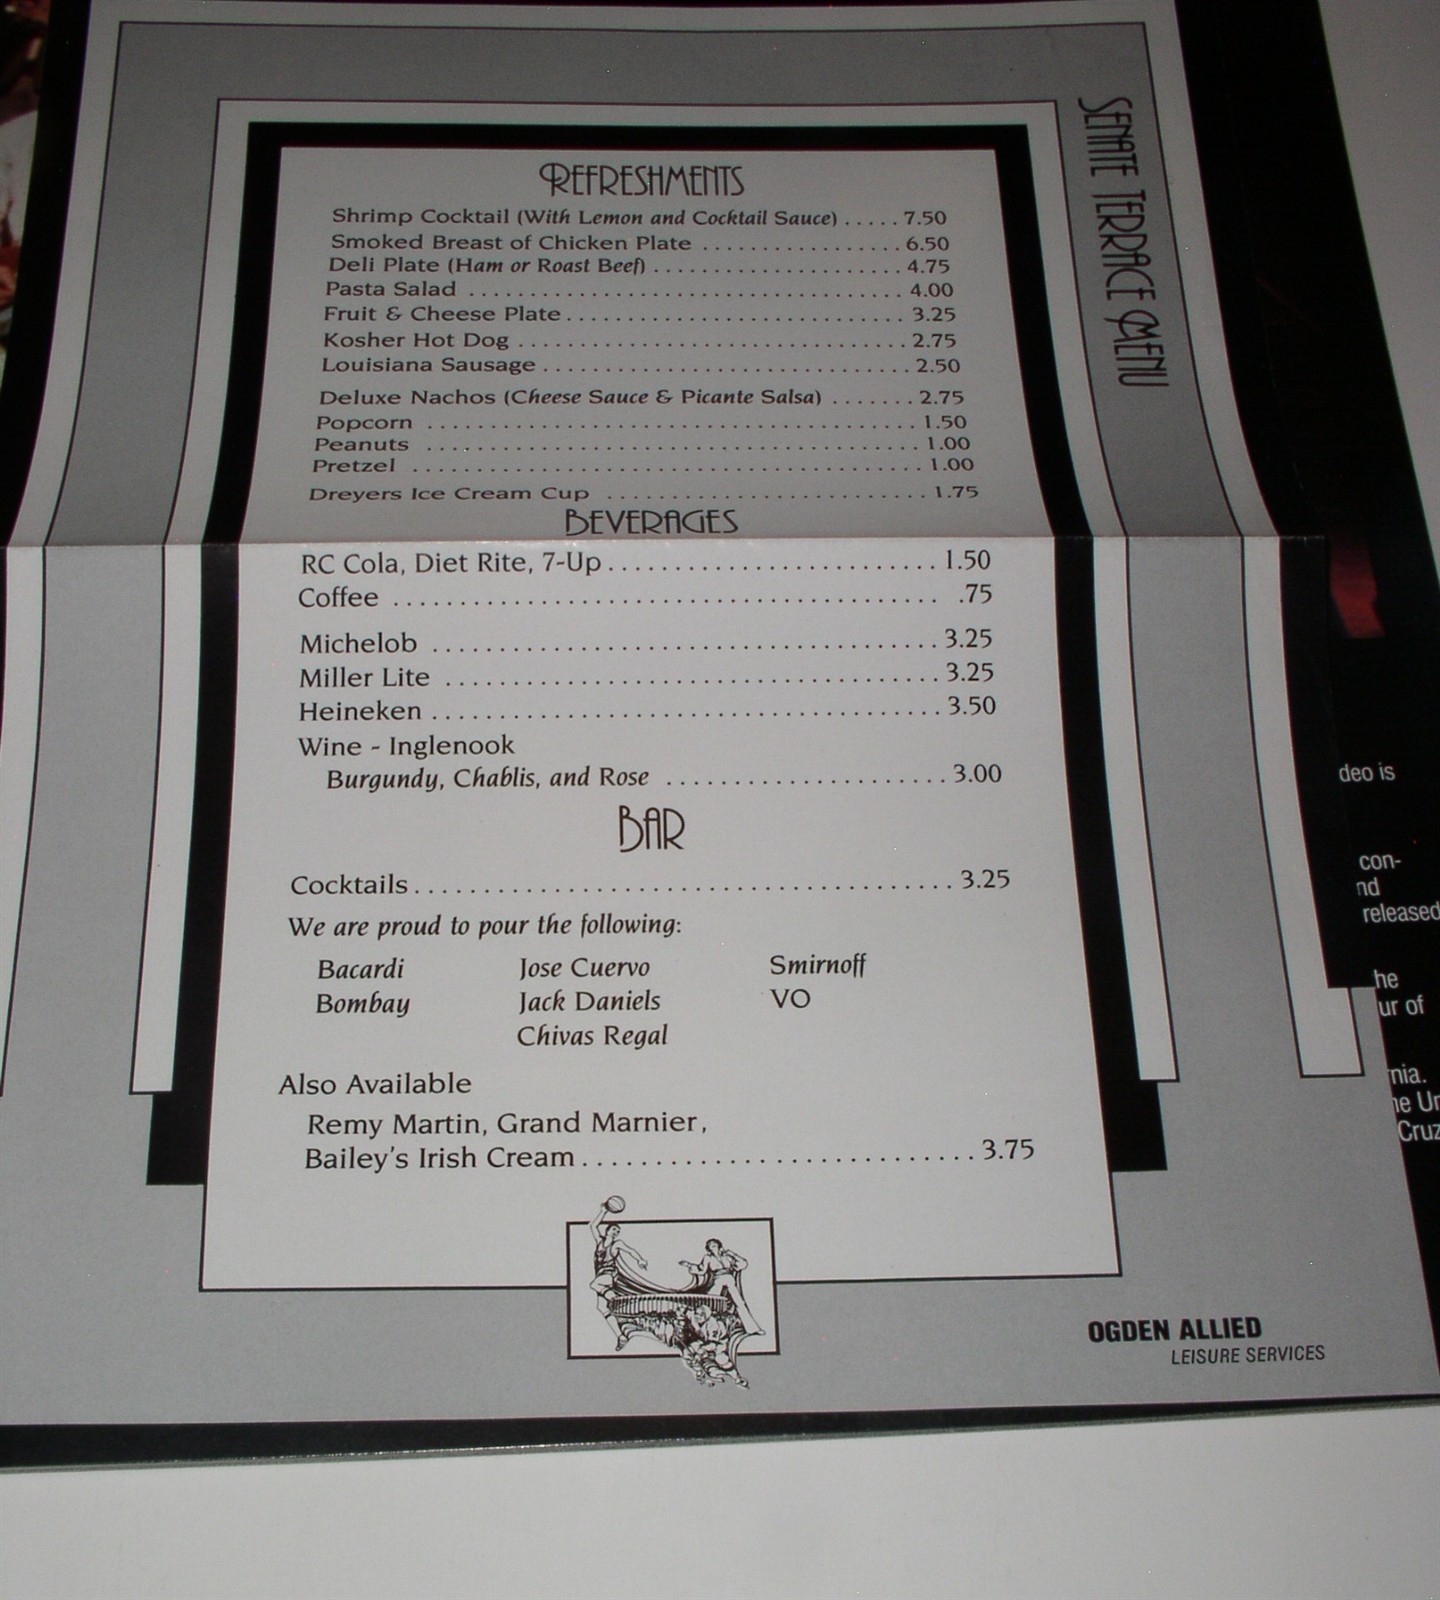 SENATE TERRACE MENU
REFRESHMENTS
Shrimp Cocktail (With Lemon and Cocktail Sauce) ..... 7.50
Smoked Breast of Chicken Plate ................. 6.50
Deli Plate (Ham or Roast Beef) ..................... 4.75
Pasta Salad .................................... 4.00
Fruit & Cheese Plate ............................ 3.25
Kosher Hot Dog ................................ 2.75
Louisiana Sausage .............................. 2.50
Deluxe Nachos (Cheese Sauce & Picante Salsa) ....... 2.75
Popcorn ........................................ 1.50
Peanuts ........................................ 1.00
Pretzel ......................................... 1.00
Dreyers Ice Cream Cup .......................... 1.75
BEVERAGES
RC Cola, Diet Rite, 7-Up ......................... 1.50
Coffee ......................................... .75
Michelob ...................................... 3.25
Miller Lite ..................................... 3.25
Heineken ...................................... 3.50
Wine - Inglenook
Burgundy, Chablis, and Rose ..................... 3.00
BAR
Cocktails ........................................ 3.25
We are proud to pour the following:
Bacardi Jose Cuervo Smirnoff
Bombay Jack Daniels VO
Chivas Regal
Also Available
Remy Martin, Grand Marnier,
Bailey's Irish Cream ............................. 3.75
OGDEN ALLIED
LEISURE SERVICES
deo is
con-
nd
released
he
ur of
nia.
Cruz